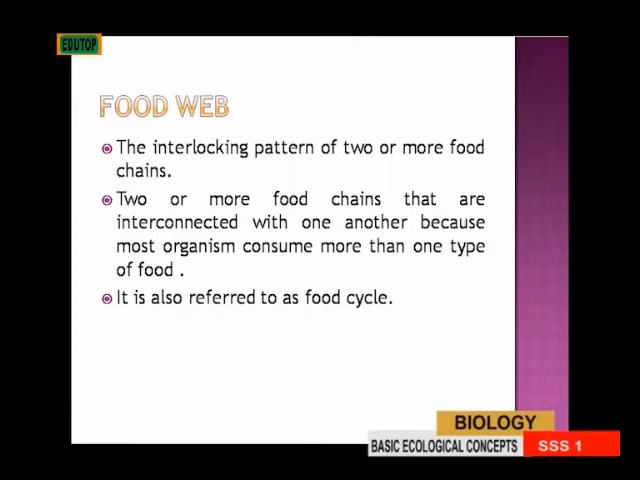 EDUTOP
FOOD WEB
The interlocking pattern of two or more food
chains.
Two or more food chains that are
interconnected with one another because
most organism consume more than one type
of food .
It is also referred to as food cycle.
BIOLOGY
BASIC ECOLOGICAL CONCEPTS SSS 1